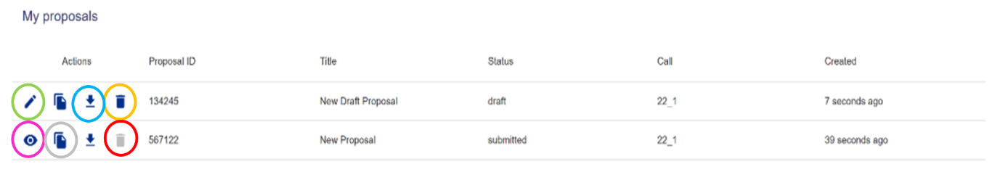 My proposals
Actions Proposal ID Title Status Call Created
134245 New Draft Proposal draft 22_1 7 seconds ago
567122 New Proposal submitted 22_1 39 seconds ago